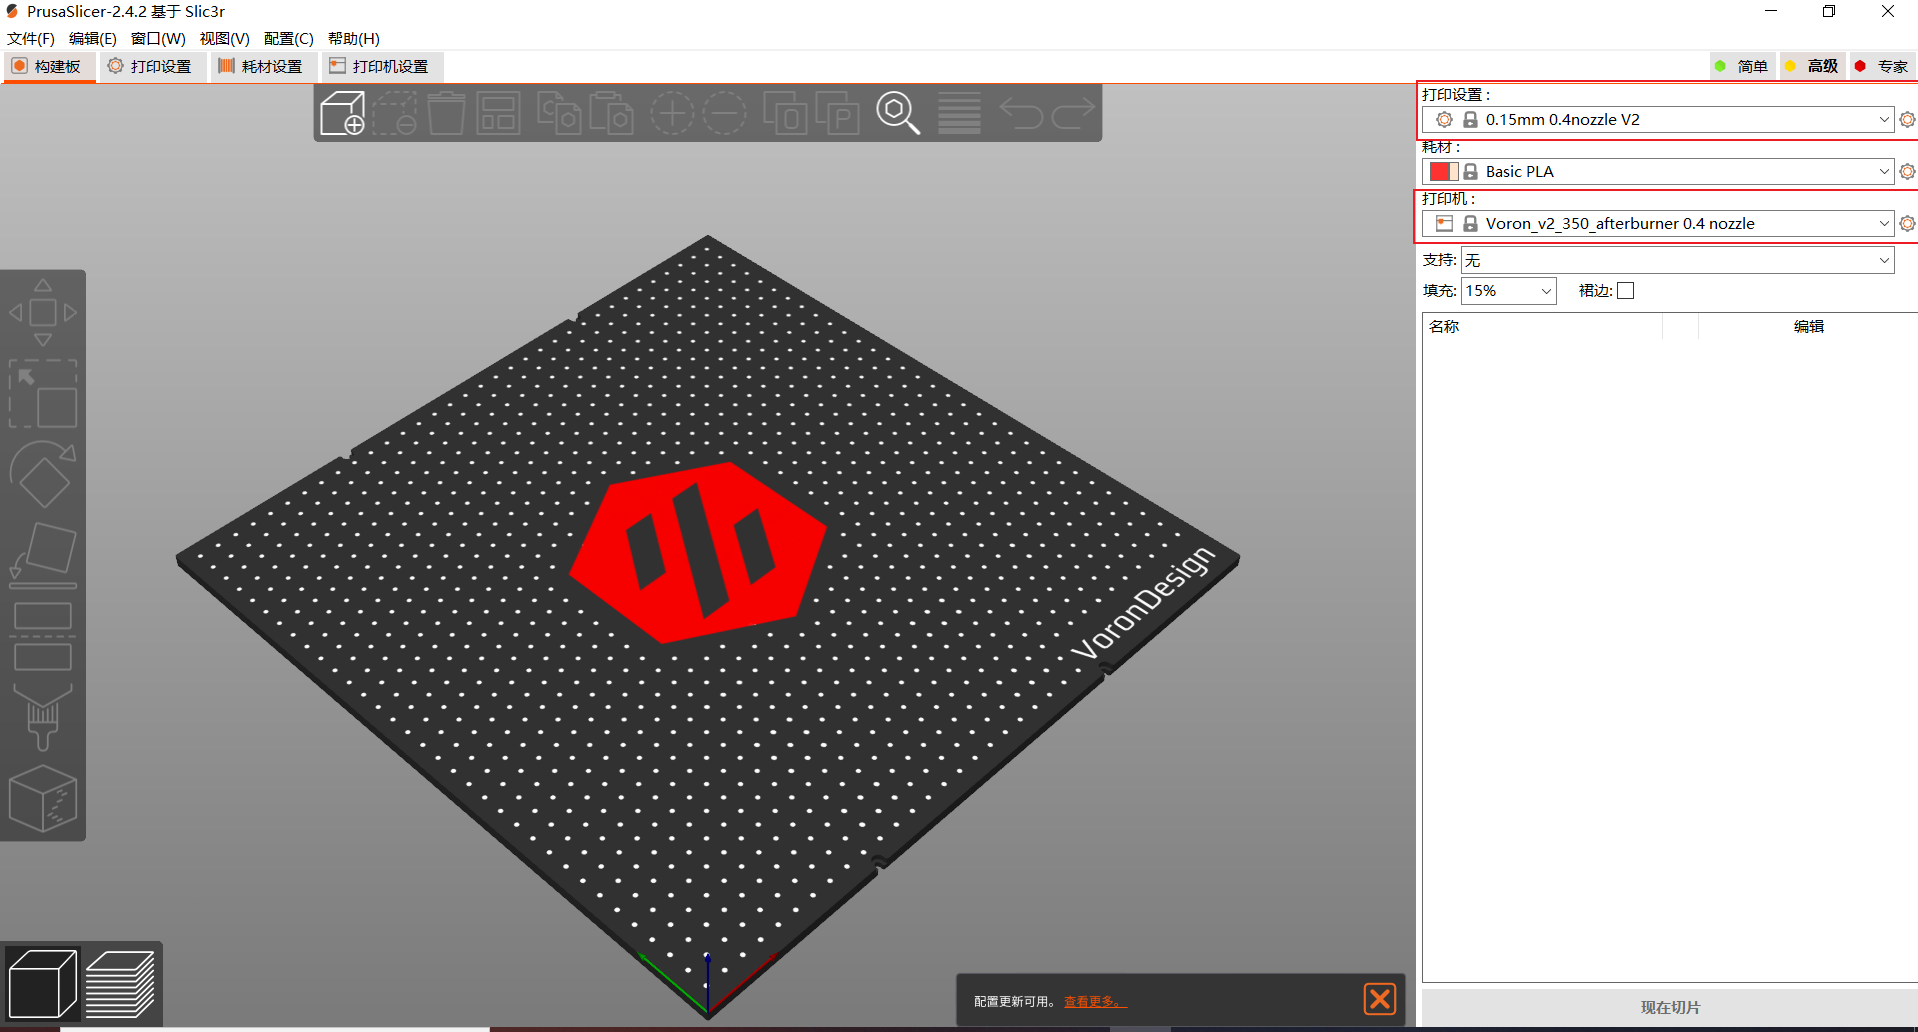 PrusaSlicer-2.4.2 基于 Slic3r
文件(F) 编辑(E) 窗口(W) 视图(V) 配置(C) 帮助(H)
构建板 打印设置 耗材设置 打印机设置 简单 高级 专家
打印设置 :
0.15mm 0.4nozzle V2
耗材 :
Basic PLA
打印机 :
Voron_v2_350_afterburner 0.4 nozzle
支持: 无
填充: 15% 裙边:
名称 编辑
VoronDesign
配置更新可用。 查看更多。
现在切片